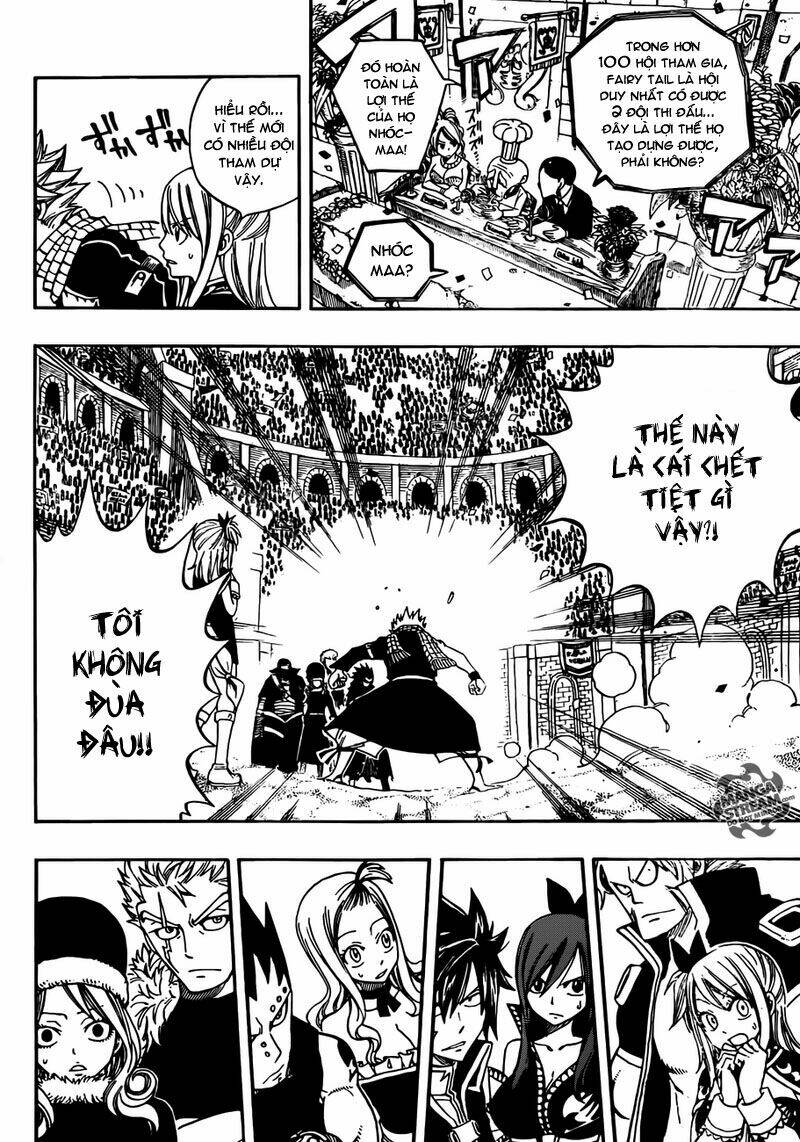 TRONG HƠN
100 HỘI THAM GIA,
FAIRY TAIL LÀ HỘI
DUY NHẤT CÓ ĐƯỢC
2 ĐỘI THI ĐẤU...
ĐÂY LÀ LỢI THẾ HỌ
TẠO DỰNG ĐƯỢC,
PHẢI KHÔNG?
ĐÓ HOÀN
TOÀN LÀ
LỢI THẾ
CỦA HỌ
NHÓC-
MAA!
NHÓC
MAA?
HIỂU RỒI...
VÌ THẾ MỚI
CÓ NHIỀU ĐỘI
THAM DỰ
VẬY.
THẾ NÀY
LÀ CÁI CHẾT
TIỆT GÌ
VẬY?!
TÔI
KHÔNG
ĐÙA
ĐÂU!!
MANGA
STREAM